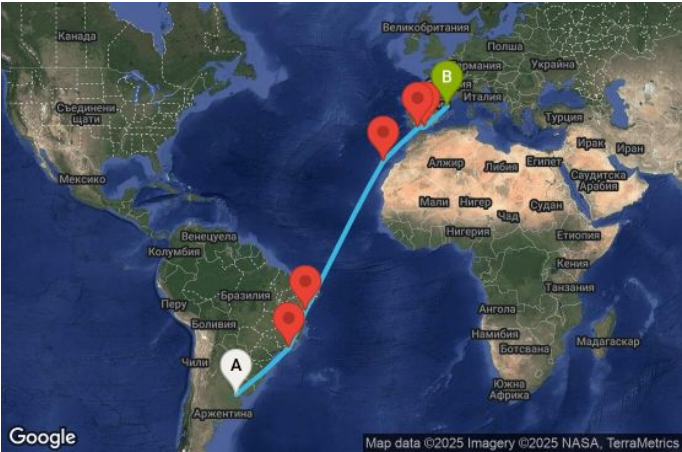 Великобритания
Канада
Полша
Германия
Украйна
B
ия
Италия
Съединени
щати
Турция
Ирак
Иран
Алжир
Либия
Египет
Саудитска
Арабия
Мексико
Мали
Нигер
Чад
Судан
Венецуела
Нигерия
Етиопия
Колумбия
Кения
Танзания
Перу
Бразилия
Ангола
Боливия
Намибия
Ботсвана
Мадагаскар
Чили
A
Южна
Африка
Аржентина
Google
Map data ©2025 Imagery ©2025 NASA, TerraMetrics